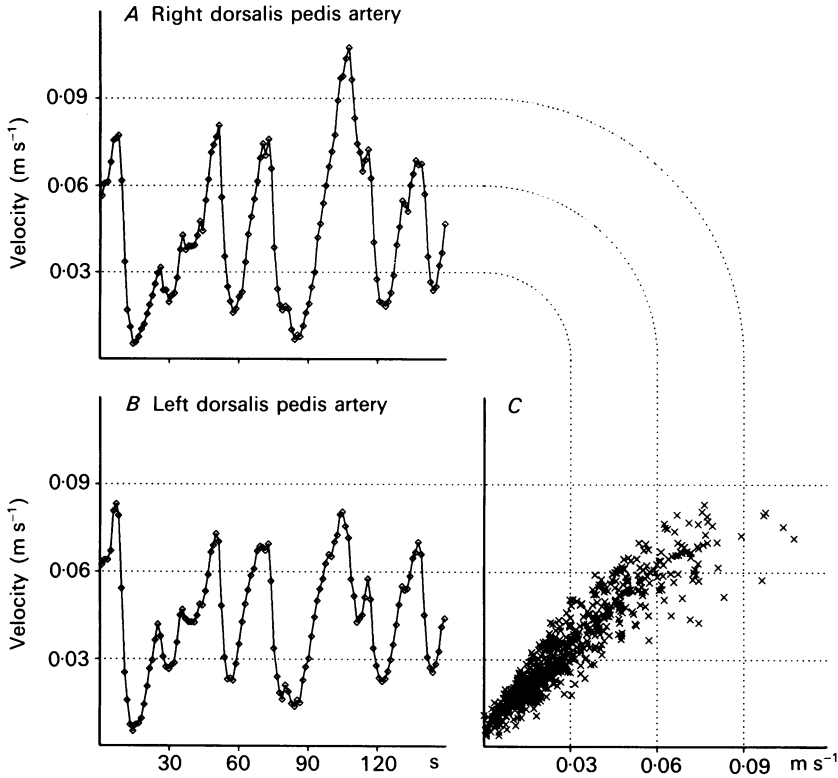 A Right dorsalis pedis artery
0·09
0·06
0·03
Velocity (m s⁻¹)
B Left dorsalis pedis artery
C
0·09
0·06
0·03
Velocity (m s⁻¹)
30 60 90 120 s
0·03 0·06 0·09 m s⁻¹